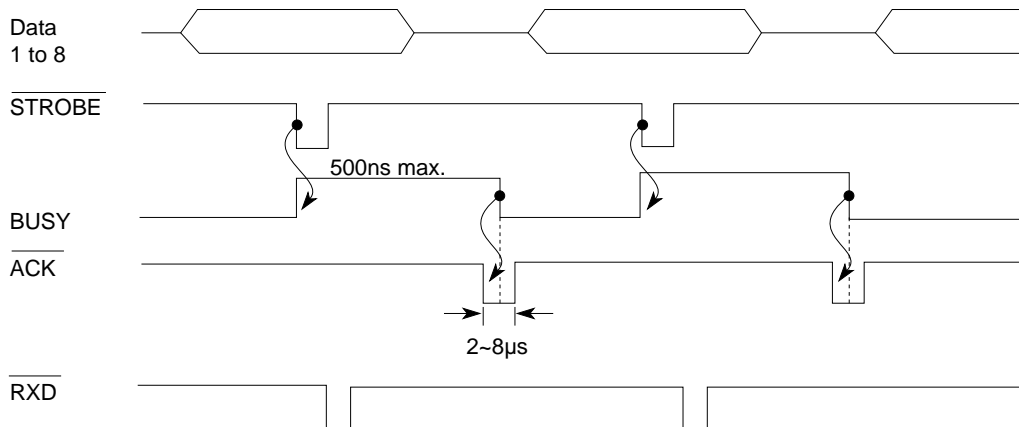 Data
1 to 8
STROBE
500ns max.
BUSY
ACK
2~8µs
RXD